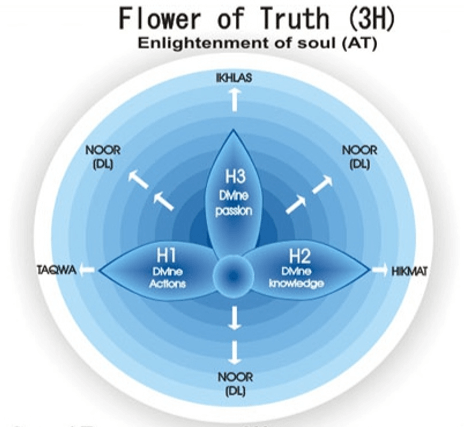 Flower of Truth (3H)
Enlightenment of soul (AT)
IKHLAS
NOOR
(DL)
NOOR
(DL)
H3
Divine
passion
TAQWA
H1
Divine
Actions
H2
Divine
knowledge
HIKMAT
NOOR
(DL)